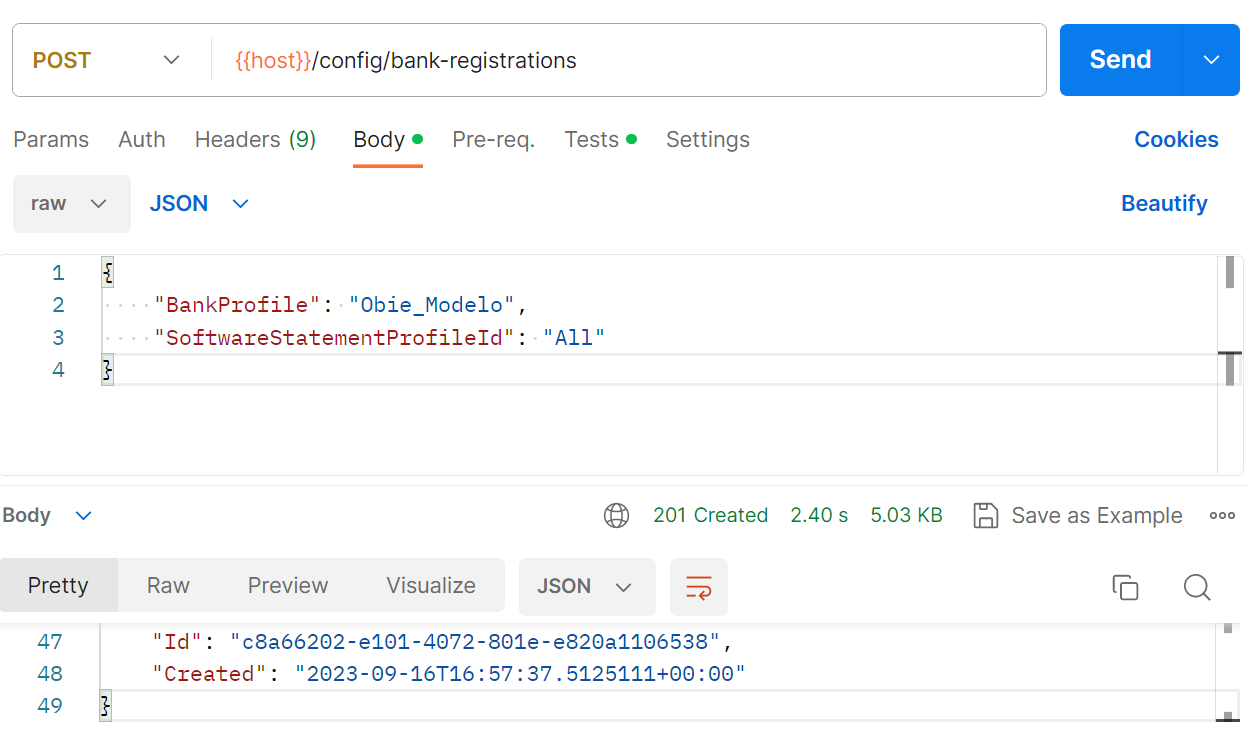 POST {{host}}/config/bank-registrations Send
Params Auth Headers (9) Body Pre-req. Tests Settings Cookies
raw JSON Beautify
1 {
2 "BankProfile": "Obie_Modelo",
3 "SoftwareStatementProfileId": "All"
4 }
Body 201 Created 2.40 s 5.03 KB Save as Example
Pretty Raw Preview Visualize JSON
47 "Id": "c8a66202-e101-4072-801e-e820a1106538",
48 "Created": "2023-09-16T16:57:37.5125111+00:00"
49 }